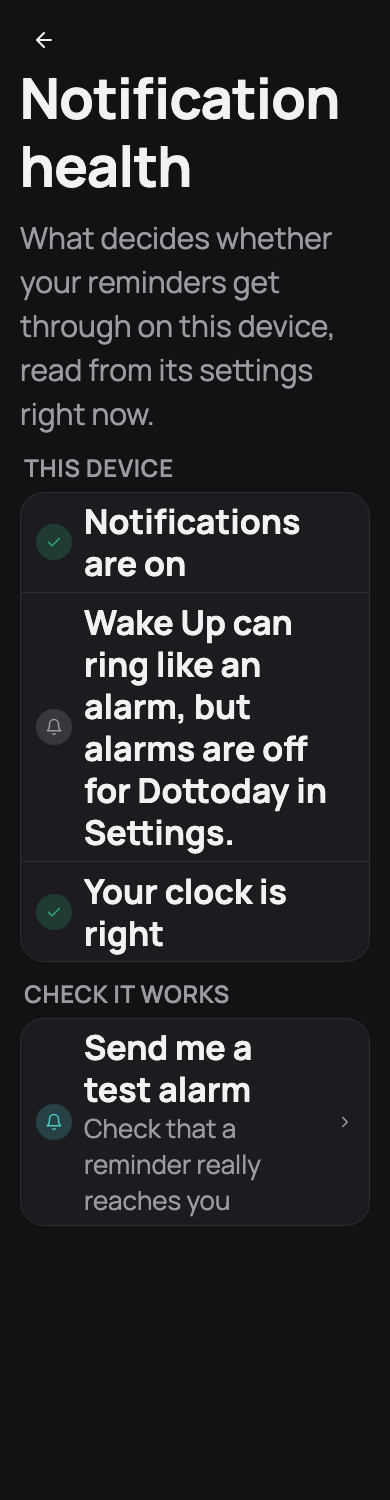 Notification
health
What decides whether
your reminders get
through on this device,
read from its settings
right now.
THIS DEVICE
Notifications
are on
Wake Up can
ring like an
alarm, but
alarms are off
for Dottoday in
Settings.
Your clock is
right
CHECK IT WORKS
Send me a
test alarm
Check that a
reminder really
reaches you